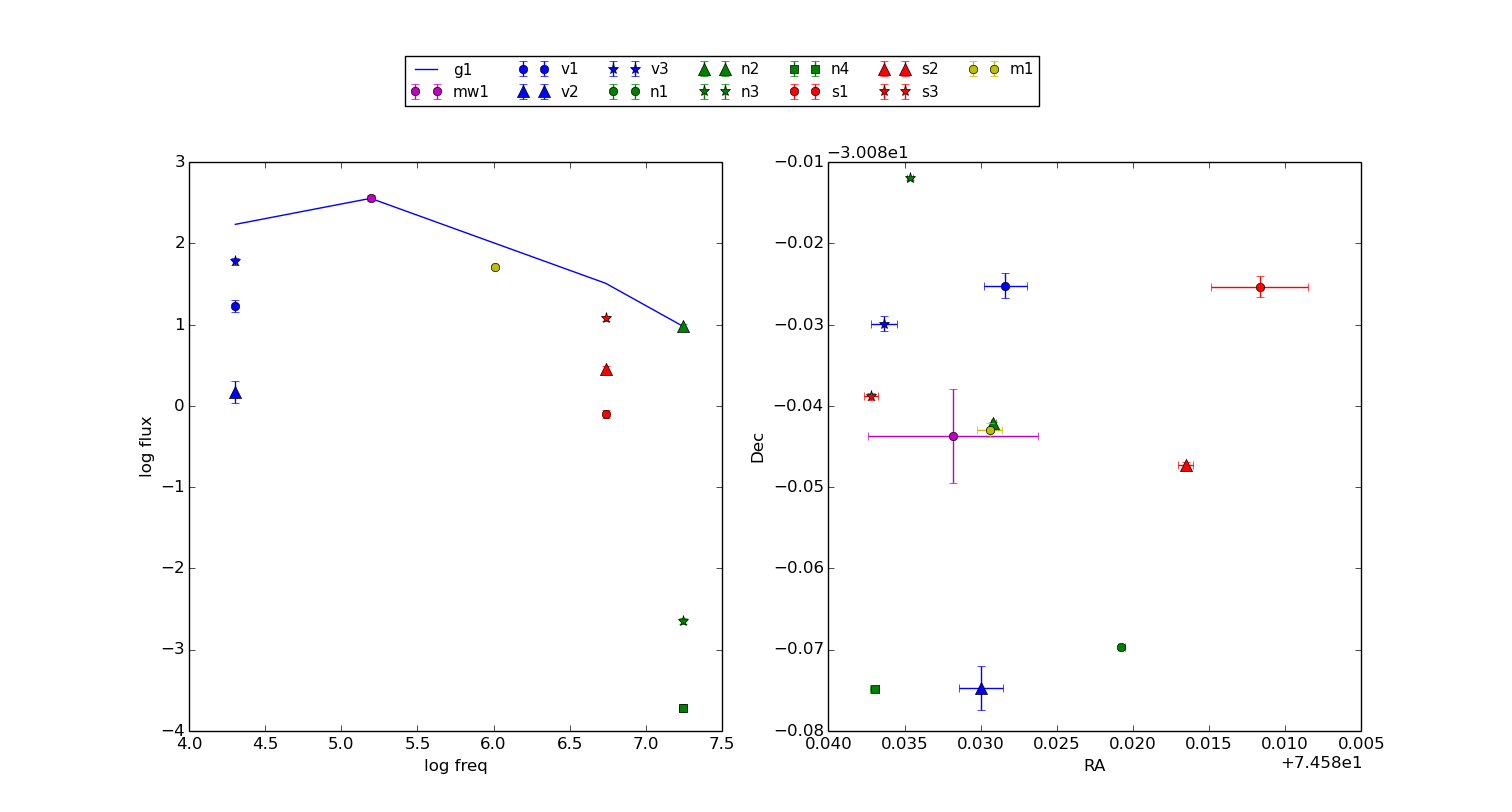 g1 v1 v3 n2 n4 s2 m1
mw1 v2 n1 n3 s1 s3
3
2
1
0
−1
−2
−3
−4
log flux
4.0 4.5 5.0 5.5 6.0 6.5 7.0 7.5
log freq
−3.008e1
−0.01
−0.02
−0.03
−0.04
−0.05
−0.06
−0.07
−0.08
Dec
0.040 0.035 0.030 0.025 0.020 0.015 0.010 0.005
RA
+7.458e1